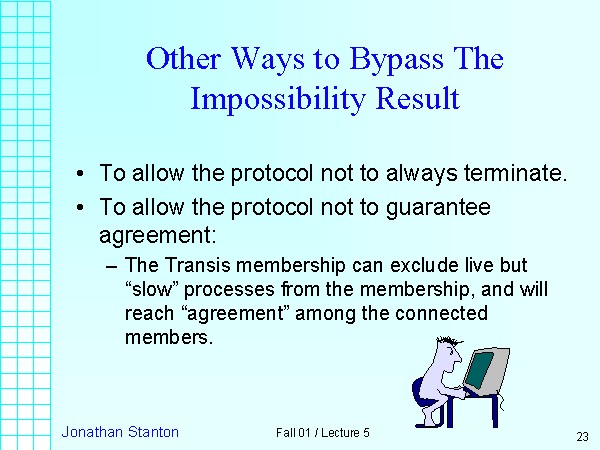 Other Ways to Bypass The
Impossibility Result
• To allow the protocol not to always terminate.
• To allow the protocol not to guarantee
agreement:
– The Transis membership can exclude live but
“slow” processes from the membership, and will
reach “agreement” among the connected
members.
Jonathan Stanton
Fall 01 / Lecture 5
23